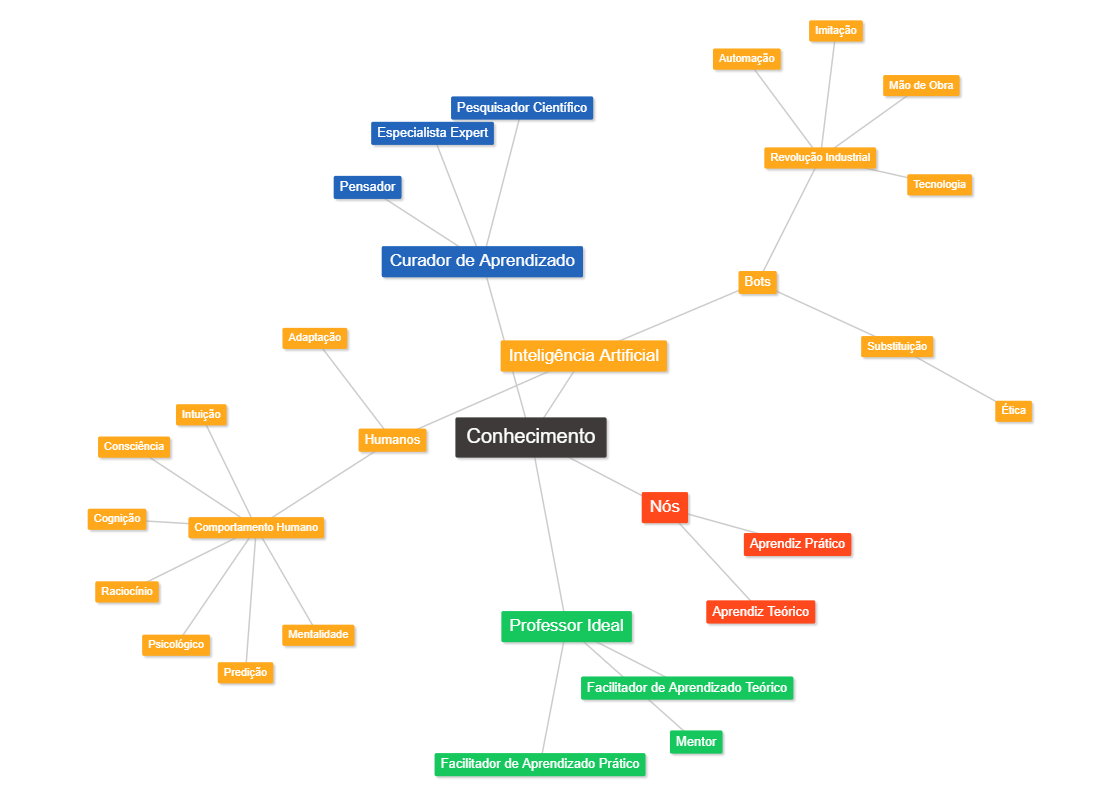 Imitação
Automação
Mão de Obra
Pesquisador Científico
Especialista Expert
Revolução Industrial
Pensador
Tecnologia
Curador de Aprendizado
Bots
Adaptação
Substituição
Inteligência Artificial
Ética
Intuição
Conhecimento
Humanos
Consciência
Nós
Cognição
Comportamento Humano
Aprendiz Prático
Raciocínio
Aprendiz Teórico
Professor Ideal
Mentalidade
Psicológico
Predição
Facilitador de Aprendizado Teórico
Mentor
Facilitador de Aprendizado Prático